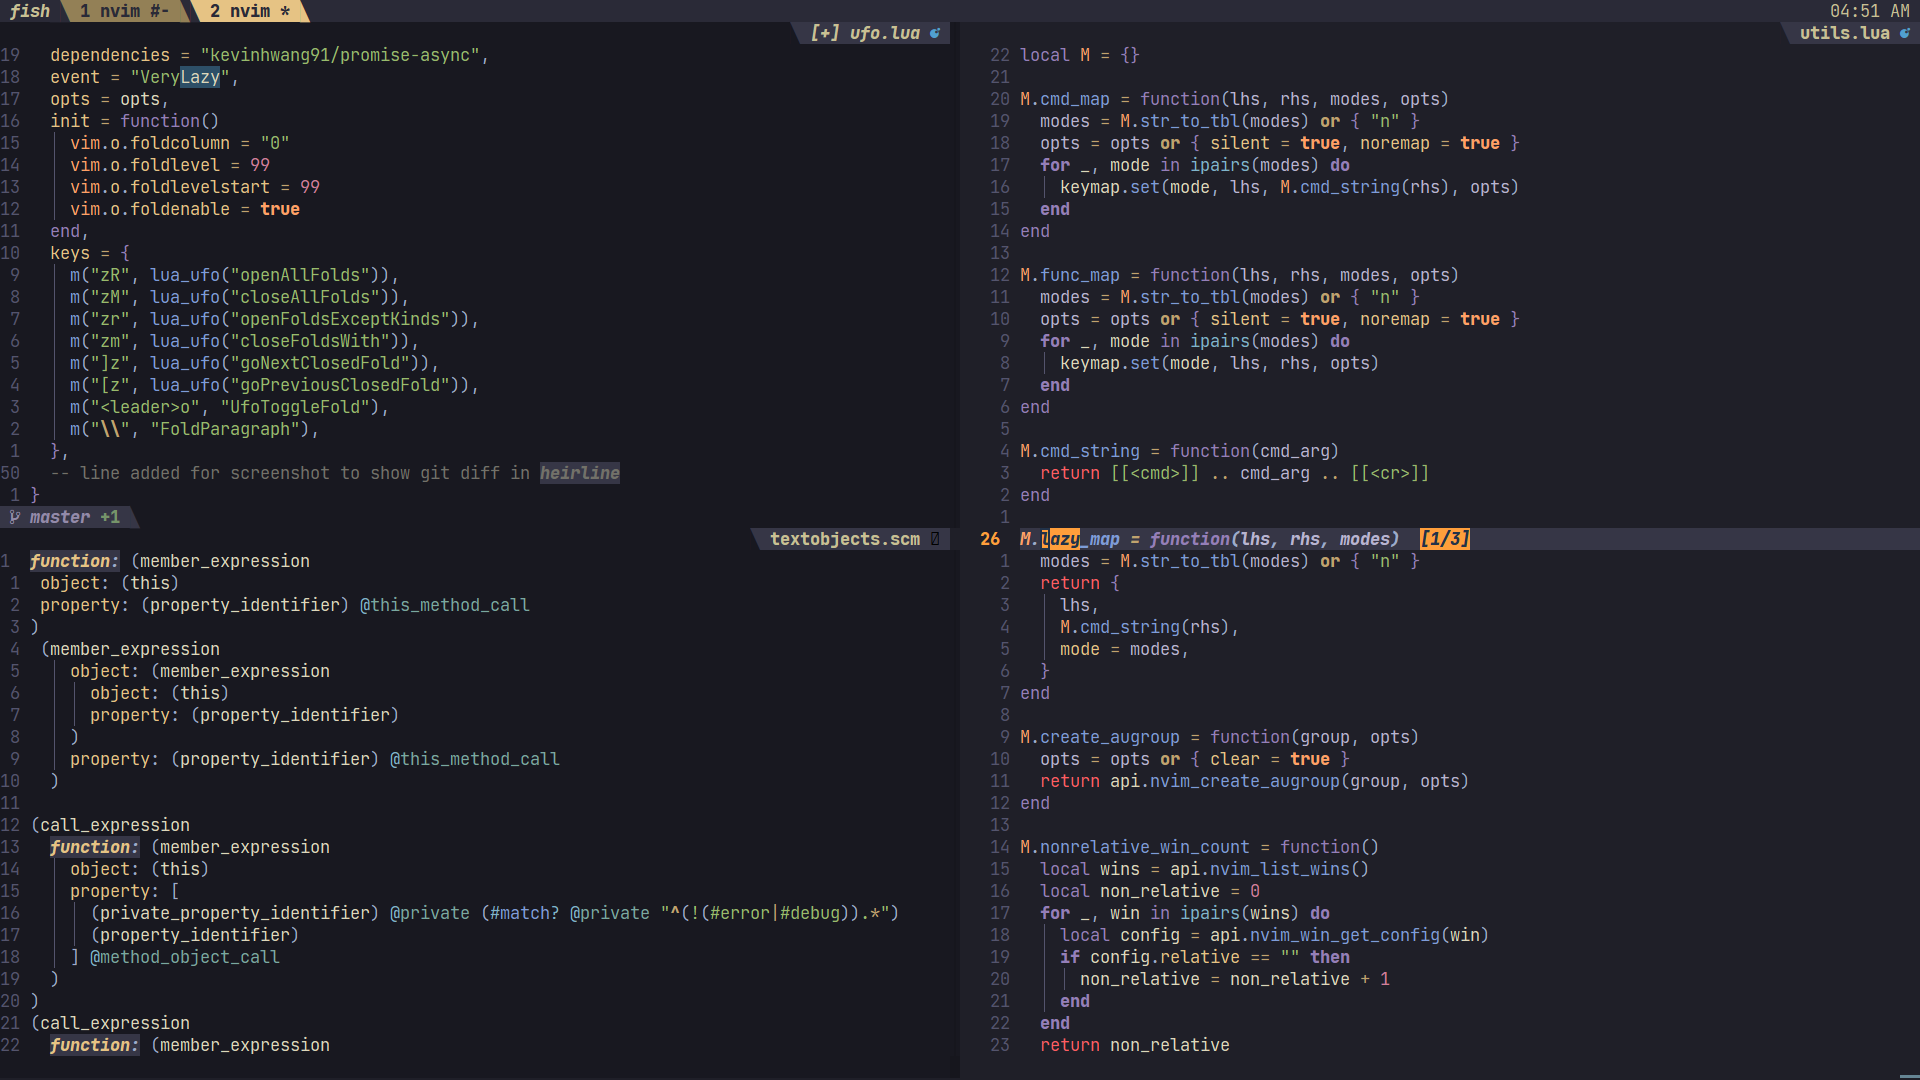 fish 1 nvim #- 2 nvim * 04:51 AM
[+] ufo.lua
19 dependencies = "kevinhwang91/promise-async",
18 event = "VeryLazy",
17 opts = opts,
16 init = function()
15 vim.o.foldcolumn = "0"
14 vim.o.foldlevel = 99
13 vim.o.foldlevelstart = 99
12 vim.o.foldenable = true
11 end,
10 keys = {
9 m("zR", lua_ufo("openAllFolds")),
8 m("zM", lua_ufo("closeAllFolds")),
7 m("zr", lua_ufo("openFoldsExceptKinds")),
6 m("zm", lua_ufo("closeFoldsWith")),
5 m("]z", lua_ufo("goNextClosedFold")),
4 m("[z", lua_ufo("goPreviousClosedFold")),
3 m("<leader>o", "UfoToggleFold"),
2 m("\\", "FoldParagraph"),
1 },
50 -- line added for screenshot to show git diff in heirline
1 }
master +1
textobjects.scm
1 function: (member_expression
1 object: (this)
2 property: (property_identifier) @this_method_call
3 )
4 (member_expression
5 object: (member_expression
6 object: (this)
7 property: (property_identifier)
8 )
9 property: (property_identifier) @this_method_call
10 )
11
12 (call_expression
13 function: (member_expression
14 object: (this)
15 property: [
16 (private_property_identifier) @private (#match? @private "^(!(#error|#debug)).*")
17 (property_identifier)
18 ] @method_object_call
19 )
20 )
21 (call_expression
22 function: (member_expression
utils.lua
22 local M = {}
21
20 M.cmd_map = function(lhs, rhs, modes, opts)
19 modes = M.str_to_tbl(modes) or { "n" }
18 opts = opts or { silent = true, noremap = true }
17 for _, mode in ipairs(modes) do
16 keymap.set(mode, lhs, M.cmd_string(rhs), opts)
15 end
14 end
13
12 M.func_map = function(lhs, rhs, modes, opts)
11 modes = M.str_to_tbl(modes) or { "n" }
10 opts = opts or { silent = true, noremap = true }
9 for _, mode in ipairs(modes) do
8 keymap.set(mode, lhs, rhs, opts)
7 end
6 end
5
4 M.cmd_string = function(cmd_arg)
3 return [[<cmd>]] .. cmd_arg .. [[<cr>]]
2 end
1
26 M.lazy_map = function(lhs, rhs, modes) [1/3]
1 modes = M.str_to_tbl(modes) or { "n" }
2 return {
3 lhs,
4 M.cmd_string(rhs),
5 mode = modes,
6 }
7 end
8
9 M.create_augroup = function(group, opts)
10 opts = opts or { clear = true }
11 return api.nvim_create_augroup(group, opts)
12 end
13
14 M.nonrelative_win_count = function()
15 local wins = api.nvim_list_wins()
16 local non_relative = 0
17 for _, win in ipairs(wins) do
18 local config = api.nvim_win_get_config(win)
19 if config.relative == "" then
20 non_relative = non_relative + 1
21 end
22 end
23 return non_relative